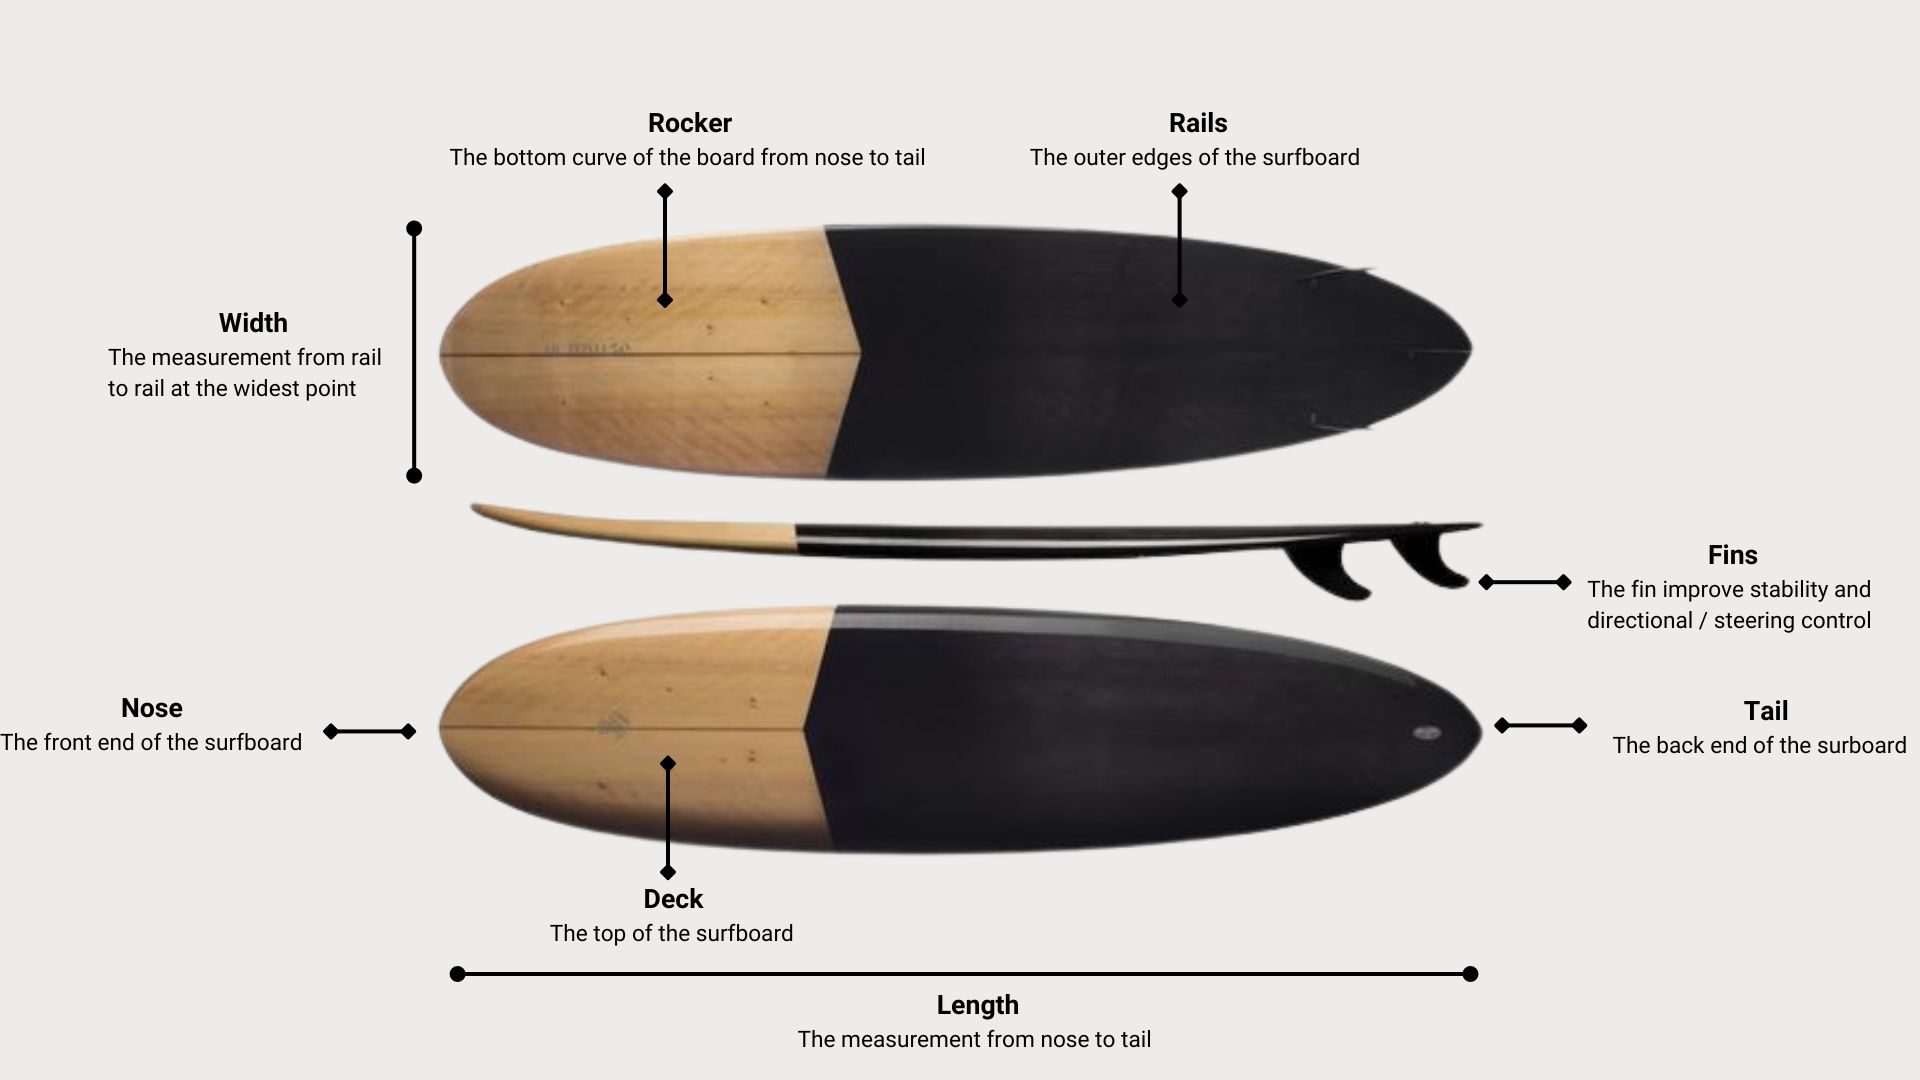 Rocker
The bottom curve of the board from nose to tail
Rails
The outer edges of the surfboard
Width
The measurement from rail
to rail at the widest point
Fins
The fin improve stability and
directional / steering control
Nose
The front end of the surfboard
Tail
The back end of the surboard
Deck
The top of the surfboard
Length
The measurement from nose to tail